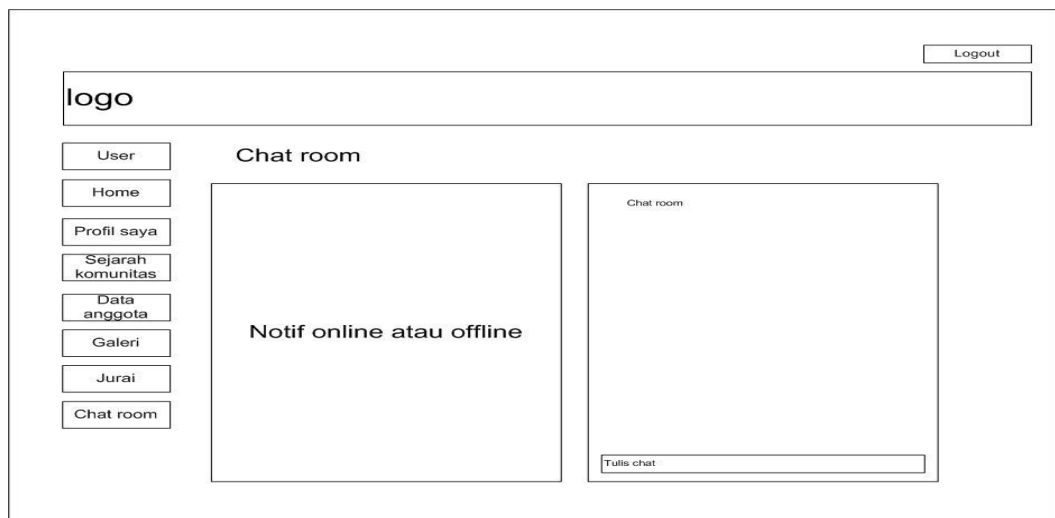 Logout
logo
User
Home
Profil saya
Sejarah
komunitas
Data
anggota
Galeri
Jurai
Chat room
Chat room
Notif online atau offline
Chat room
Tulis chat